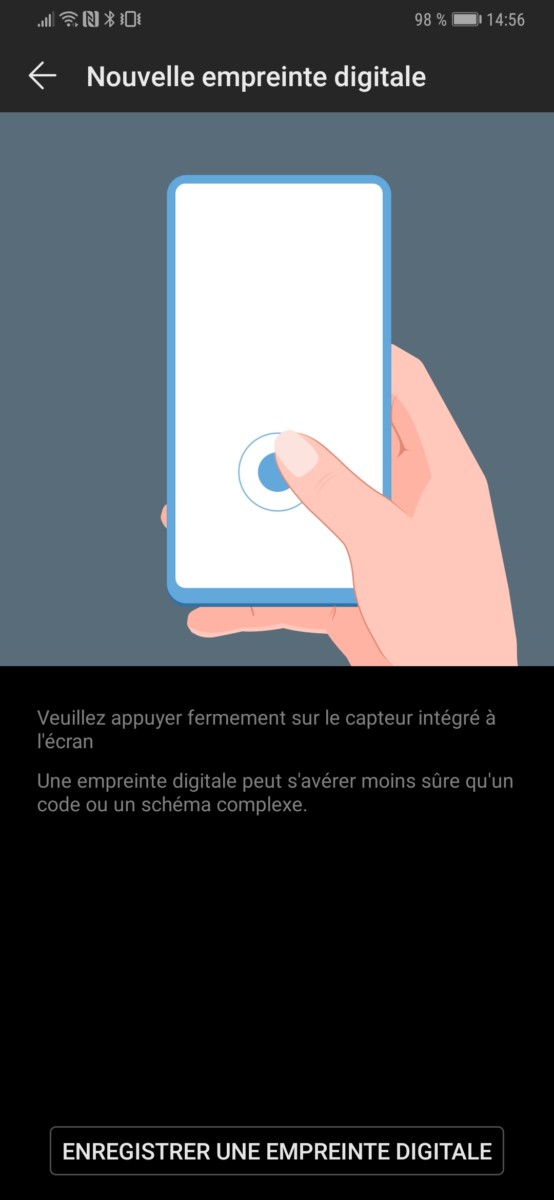 98 % 14:56
Nouvelle empreinte digitale
Veuillez appuyer fermement sur le capteur intégré à
l'écran
Une empreinte digitale peut s'avérer moins sûre qu'un
code ou un schéma complexe.
ENREGISTRER UNE EMPREINTE DIGITALE